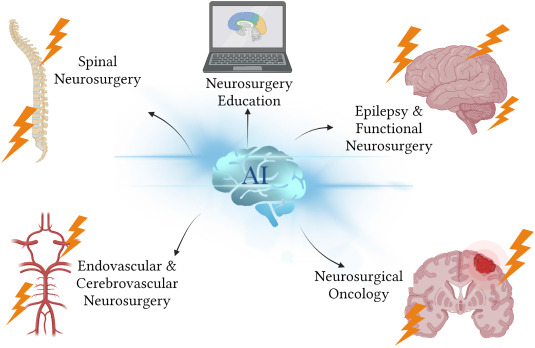 Spinal
Neurosurgery
Neurosurgery
Education
Epilepsy &
Functional
Neurosurgery
AI
Endovascular &
Cerebrovascular
Neurosurgery
Neurosurgical
Oncology